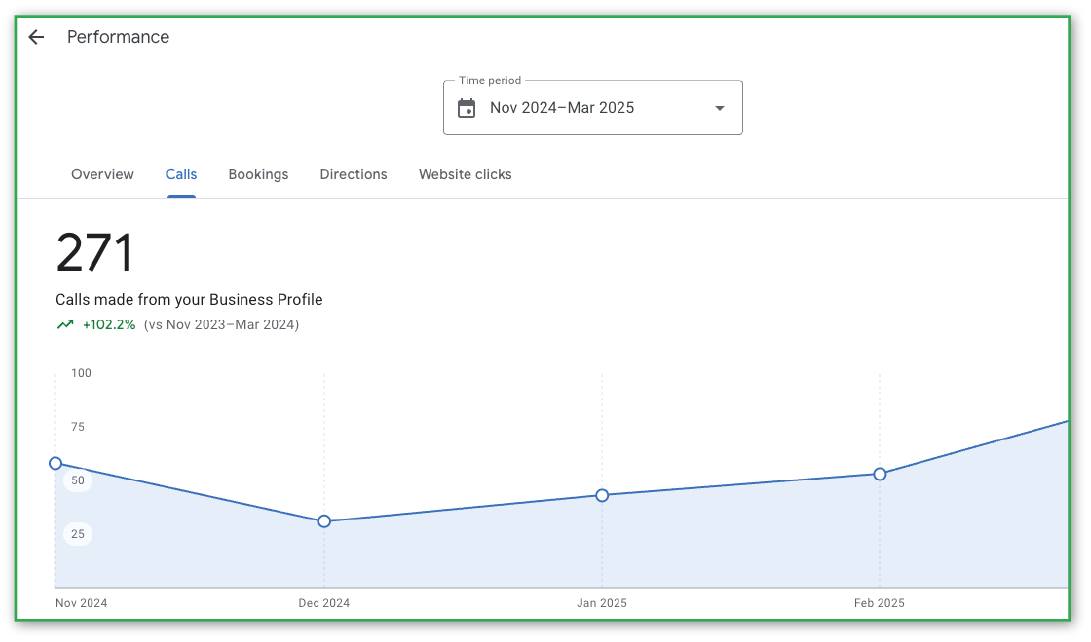 Performance
Time period
Nov 2024–Mar 2025
Overview Calls Bookings Directions Website clicks
271
Calls made from your Business Profile
+102.2% (vs Nov 2023–Mar 2024)
100
75
50
25
Nov 2024 Dec 2024 Jan 2025 Feb 2025